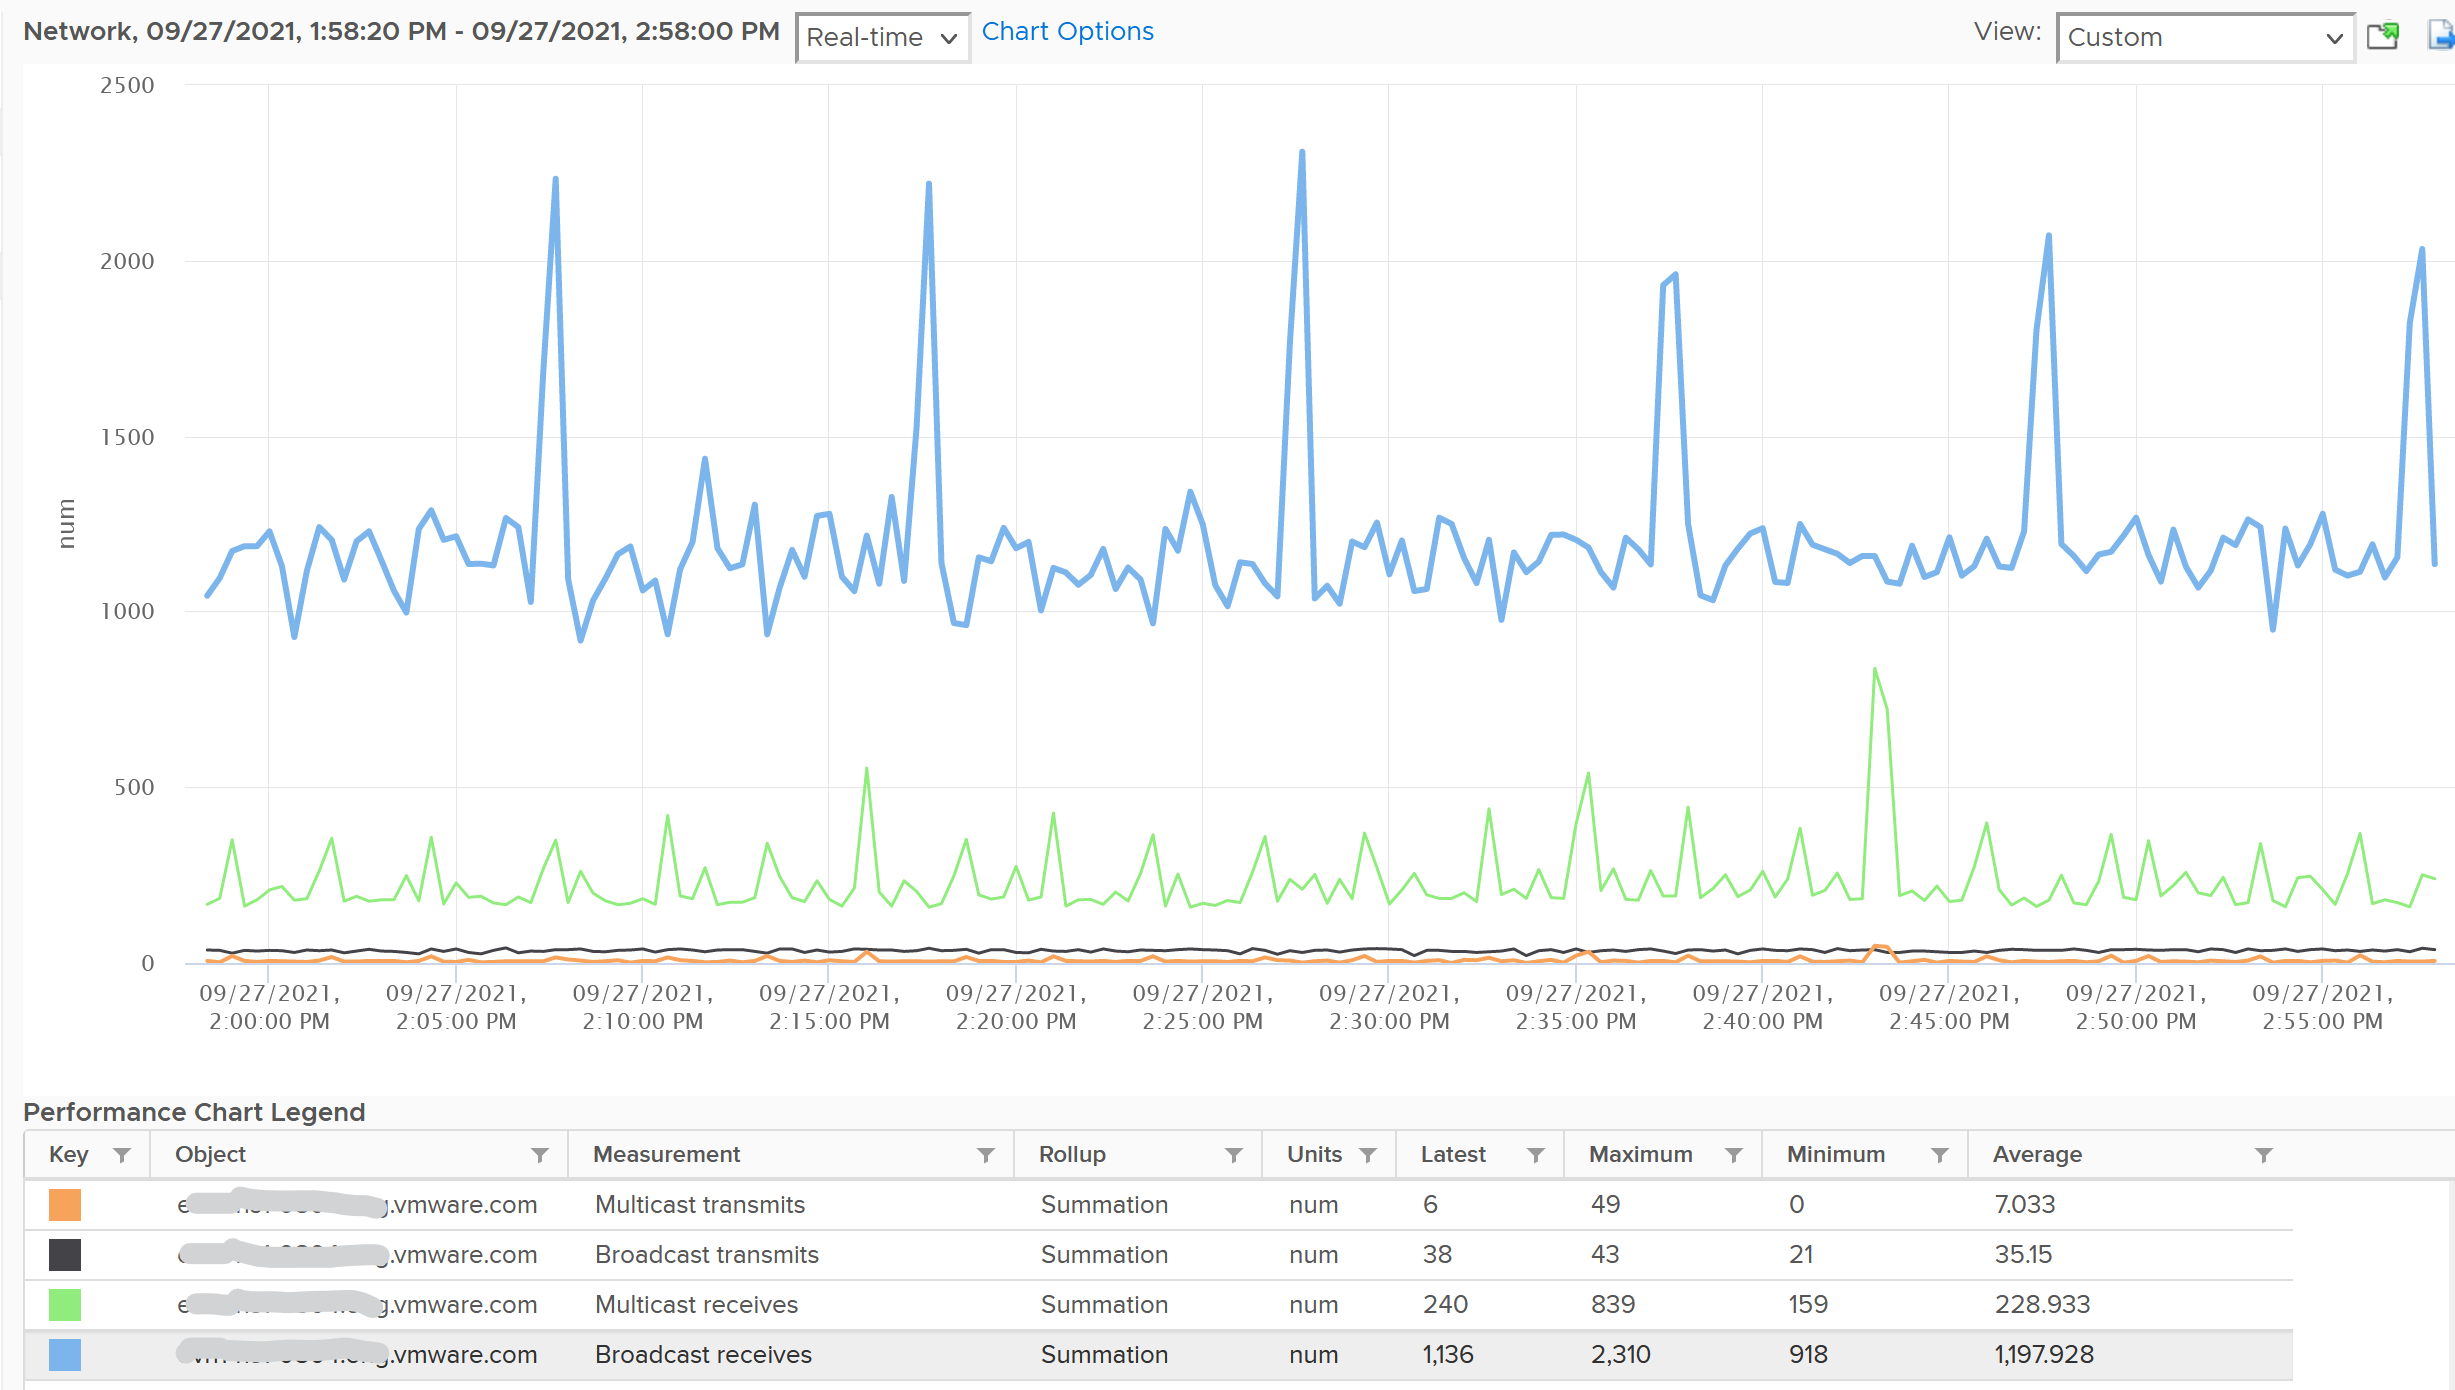 Network, 09/27/2021, 1:58:20 PM - 09/27/2021, 2:58:00 PM Real-time Chart Options View: Custom
2500
2000
1500
1000
500
0
num
09/27/2021, 2:00:00 PM
09/27/2021, 2:05:00 PM
09/27/2021, 2:10:00 PM
09/27/2021, 2:15:00 PM
09/27/2021, 2:20:00 PM
09/27/2021, 2:25:00 PM
09/27/2021, 2:30:00 PM
09/27/2021, 2:35:00 PM
09/27/2021, 2:40:00 PM
09/27/2021, 2:45:00 PM
09/27/2021, 2:50:00 PM
09/27/2021, 2:55:00 PM
Performance Chart Legend
Key Object Measurement Rollup Units Latest Maximum Minimum Average
.vmware.com Multicast transmits Summation num 6 49 0 7.033
.vmware.com Broadcast transmits Summation num 38 43 21 35.15
.vmware.com Multicast receives Summation num 240 839 159 228.933
.vmware.com Broadcast receives Summation num 1,136 2,310 918 1,197.928